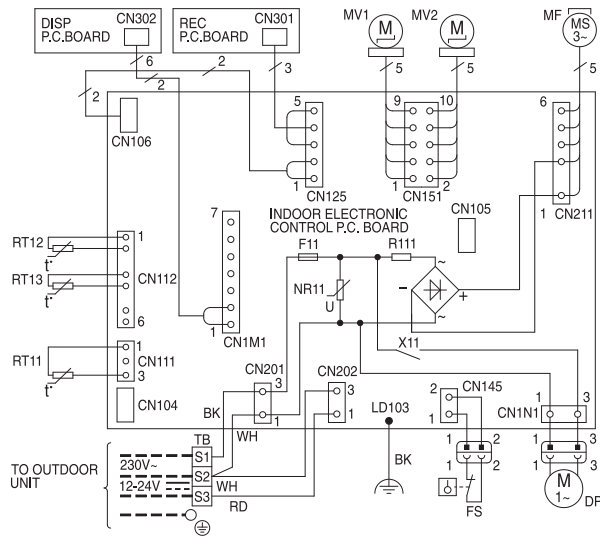 DISP P.C.BOARD
CN302
REC P.C.BOARD
CN301
MV1
M
MV2
M
MF
MS 3~
6
2
2
3
5
5
5
2
CN106
5
1
CN125
9
10
1
2
CN151
6
1
CN211
INDOOR ELECTRONIC
CONTROL P.C. BOARD
CN105
7
1
CN1M1
RT12
t°
RT13
t°
1
CN112
6
F11
R111
NR11
U
~
-
+
~
X11
RT11
t°
1
CN111
3
CN104
CN201
3
1
CN202
3
1
2
CN145
1
LD103
1
3
CN1N1
BK
WH
TB
S1
S2
S3
TO OUTDOOR
UNIT
230V~
12-24V
WH
RD
BK
1
2
1
2
FS
1
3
1
3
M
1~
DP